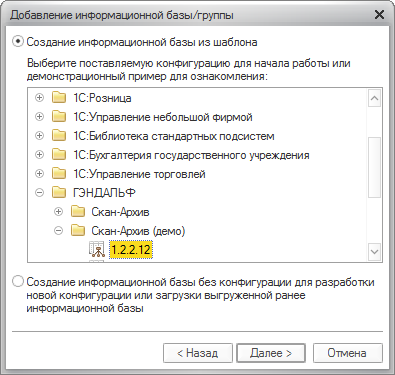 Добавление информационной базы/группы
Создание информационной базы из шаблона
Выберите поставляемую конфигурацию для начала работы или
демонстрационный пример для ознакомления:
1С:Розница
1С:Управление небольшой фирмой
1С:Библиотека стандартных подсистем
1С:Бухгалтерия государственного учреждения
1С:Управление торговлей
ГЭНДАЛЬФ
Скан-Архив
Скан-Архив (демо)
1.2.2.12
Создание информационной базы без конфигурации для разработки
новой конфигурации или загрузки выгруженной ранее
информационной базы
< Назад Далее > Отмена